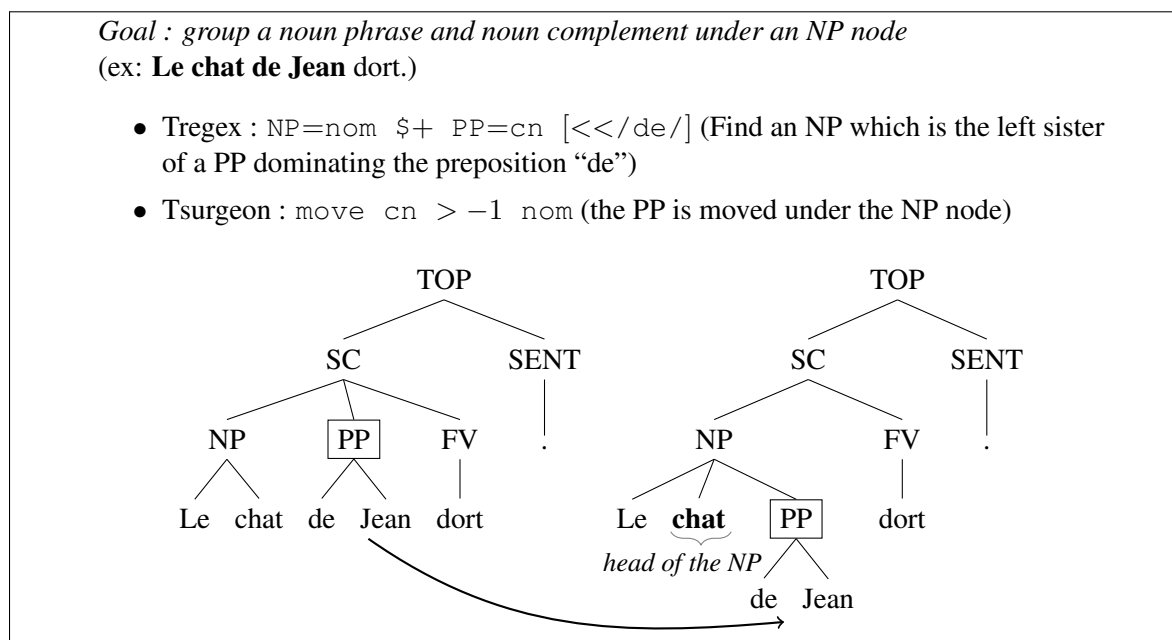 Goal : group a noun phrase and noun complement under an NP node
(ex: Le chat de Jean dort.)
• Tregex : NP=nom $+ PP=cn [<</de/] (Find an NP which is the left sister
of a PP dominating the preposition “de”)
• Tsurgeon : move cn > −1 nom (the PP is moved under the NP node)
TOP TOP
SC SENT SC SENT
NP PP FV . NP FV .
Le chat de Jean dort Le chat PP dort
head of the NP
de Jean